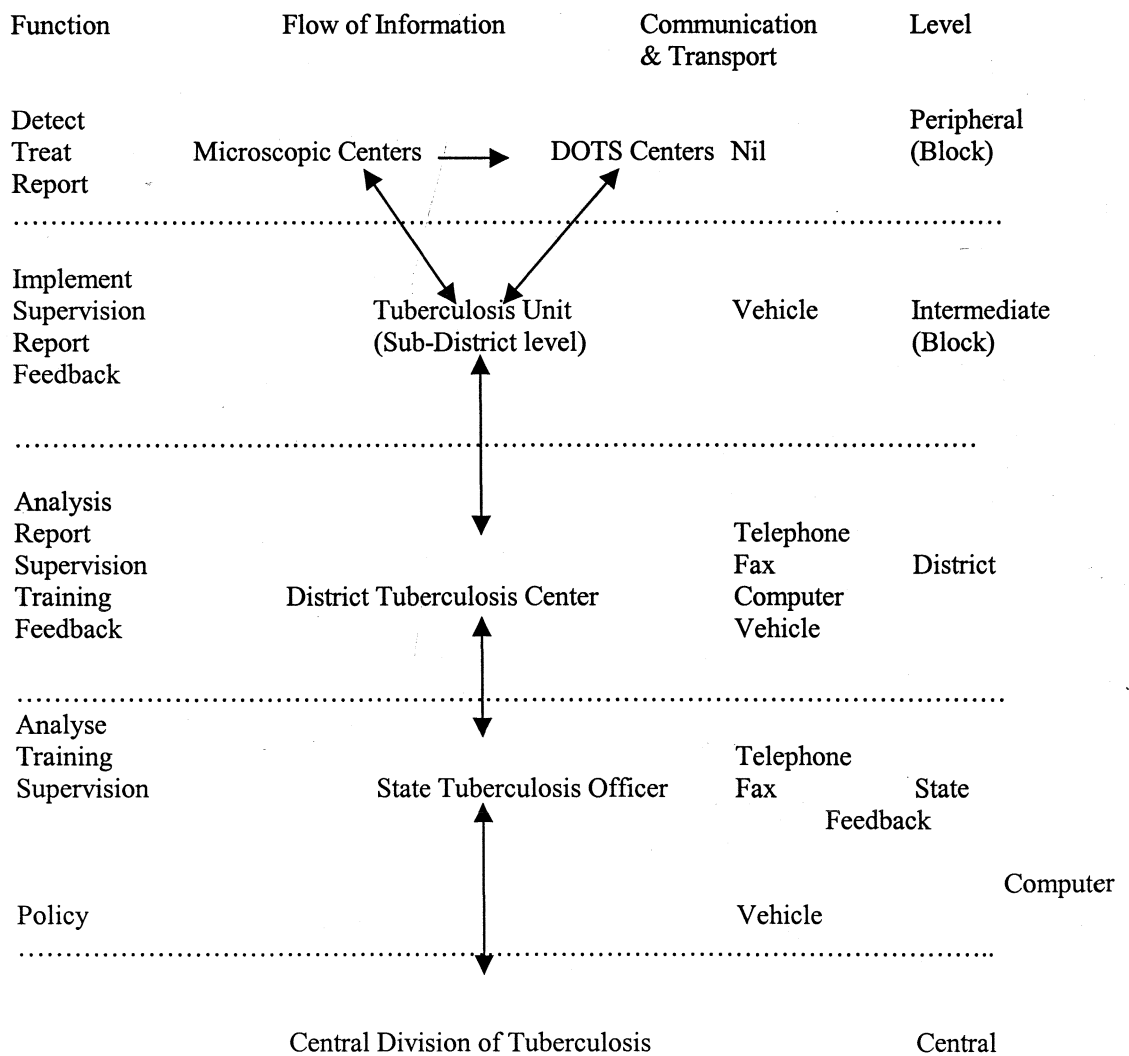 Function Flow of Information Communication Level
& Transport
Detect Peripheral
Treat Microscopic Centers DOTS Centers Nil (Block)
Report
Implement
Supervision Tuberculosis Unit Vehicle Intermediate
Report (Sub-District level) (Block)
Feedback
Analysis
Report Telephone
Supervision Fax District
Training District Tuberculosis Center Computer
Feedback Vehicle
Analyse
Training Telephone
Supervision State Tuberculosis Officer Fax State
Feedback
Computer
Policy Vehicle
Central Division of Tuberculosis Central